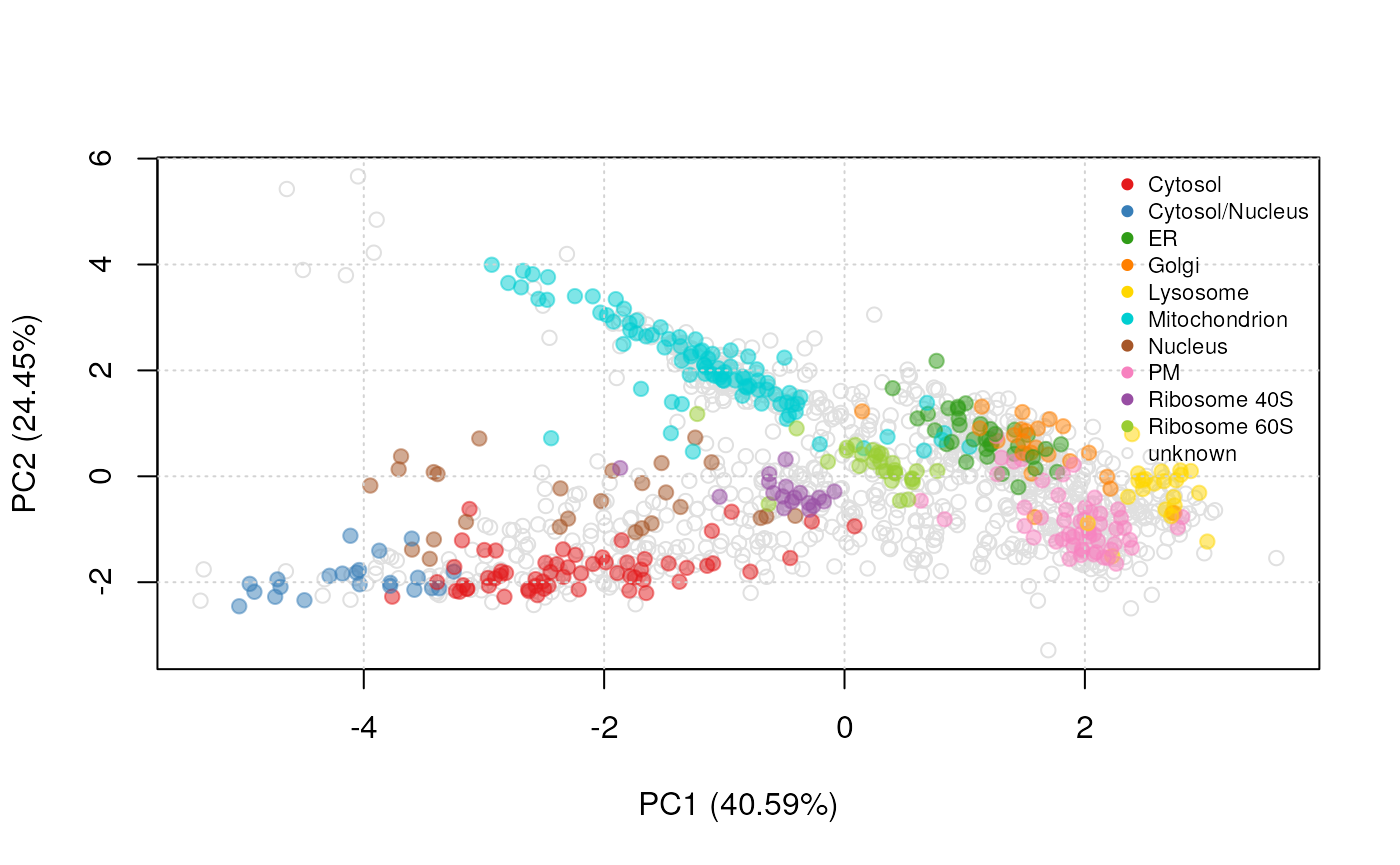 6
4
2
0
-2
-4
-2
0
2
PC2 (24.45%)
PC1 (40.59%)
Cytosol
Cytosol/Nucleus
ER
Golgi
Lysosome
Mitochondrion
Nucleus
PM
Ribosome 40S
Ribosome 60S
unknown